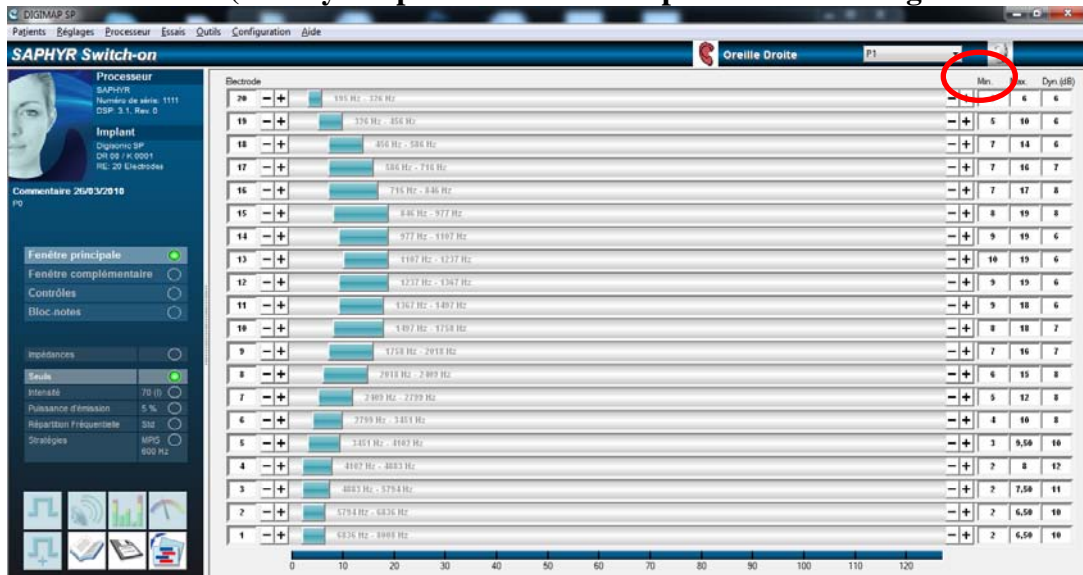 DIGIMAP SP
Patients Réglages Processeur Essais Outils Configuration Aide
SAPHYR Switch-on
Oreille Droite P1
Processeur
SAPHYR
Numéro de série: 1111
DSP: 3.1, Rev. 0
Implant
Digisonic SP
DR 08 / K 0001
RE: 20 Electrodes
Commentaire 26/03/2010
P0
Fenêtre principale
Fenêtre complémentaire
Contrôles
Bloc-notes
Impédances
Seuils
Intensité 70 (I)
Puissance d'émission 5 %
Répartition Fréquentielle Std
Stratégies MPIS
600 Hz
Electrode Min. Max. Dyn.(dB)
20 - + 195 Hz - 326 Hz - + 6 6
19 - + 326 Hz - 456 Hz - + 5 10 6
18 - + 456 Hz - 586 Hz - + 7 14 6
17 - + 586 Hz - 716 Hz - + 7 16 7
16 - + 716 Hz - 846 Hz - + 7 17 8
15 - + 846 Hz - 977 Hz - + 8 19 8
14 - + 977 Hz - 1107 Hz - + 9 19 6
13 - + 1107 Hz - 1237 Hz - + 10 19 6
12 - + 1237 Hz - 1367 Hz - + 9 19 6
11 - + 1367 Hz - 1497 Hz - + 9 18 6
10 - + 1497 Hz - 1758 Hz - + 8 18 7
9 - + 1758 Hz - 2018 Hz - + 7 16 7
8 - + 2018 Hz - 2409 Hz - + 6 15 8
7 - + 2409 Hz - 2799 Hz - + 5 12 8
6 - + 2799 Hz - 3451 Hz - + 4 10 8
5 - + 3451 Hz - 4102 Hz - + 3 9,50 10
4 - + 4102 Hz - 4883 Hz - + 2 8 12
3 - + 4883 Hz - 5794 Hz - + 2 7,50 11
2 - + 5794 Hz - 6836 Hz - + 2 6,50 10
1 - + 6836 Hz - 8008 Hz - + 2 6,50 10
0 10 20 30 40 50 60 70 80 90 100 110 120